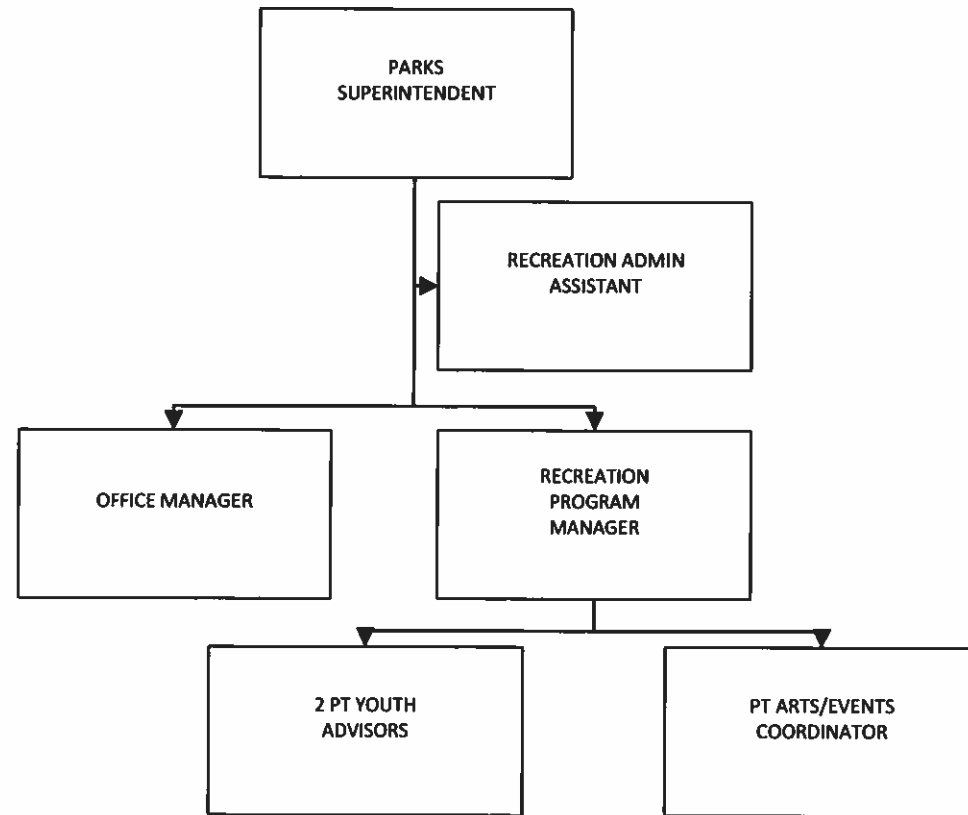 PARKS
SUPERINTENDENT
RECREATION ADMIN
ASSISTANT
OFFICE MANAGER
RECREATION
PROGRAM
MANAGER
2 PT YOUTH
ADVISORS
PT ARTS/EVENTS
COORDINATOR